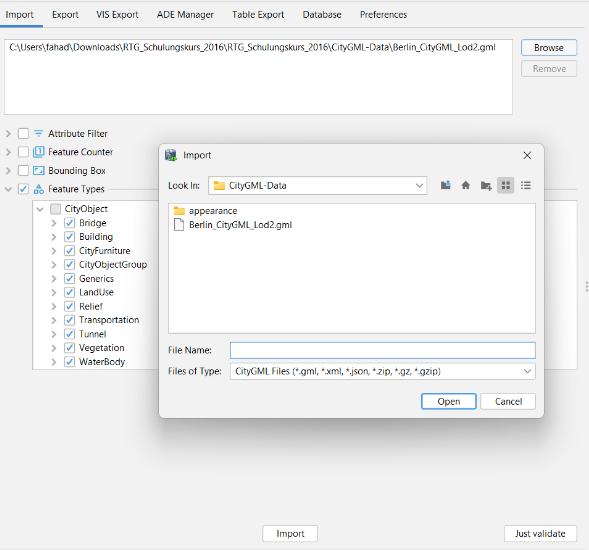 Import Export VIS Export ADE Manager Table Export Database Preferences
C:\Users\fahad\Downloads\RTG_Schulungskurs_2016\RTG_Schulungskurs_2016\CityGML-Data\Berlin_CityGML_Lod2.gml
Browse
Remove
Attribute Filter
Feature Counter
Bounding Box
Feature Types
CityObject
Bridge
Building
CityFurniture
CityObjectGroup
Generics
LandUse
Relief
Transportation
Tunnel
Vegetation
WaterBody
Import
Look In: CityGML-Data
appearance
Berlin_CityGML_Lod2.gml
File Name:
Files of Type: CityGML Files (*.gml, *.xml, *.json, *.zip, *.gz, *.gzip)
Open Cancel
Import Just validate